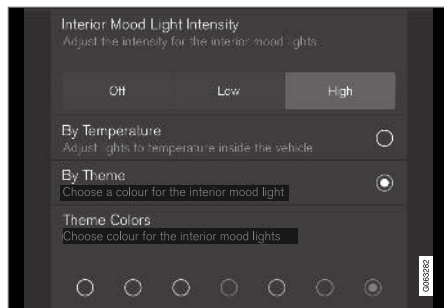 Interior Mood Light Intensity
Adjust the intensity for the interior mood lights
Off Low High
By Temperature
Adjust lights to temperature inside the vehicle
By Theme
Choose a colour for the interior mood light
Theme Colors
Choose colour for the interior mood lights
G063262